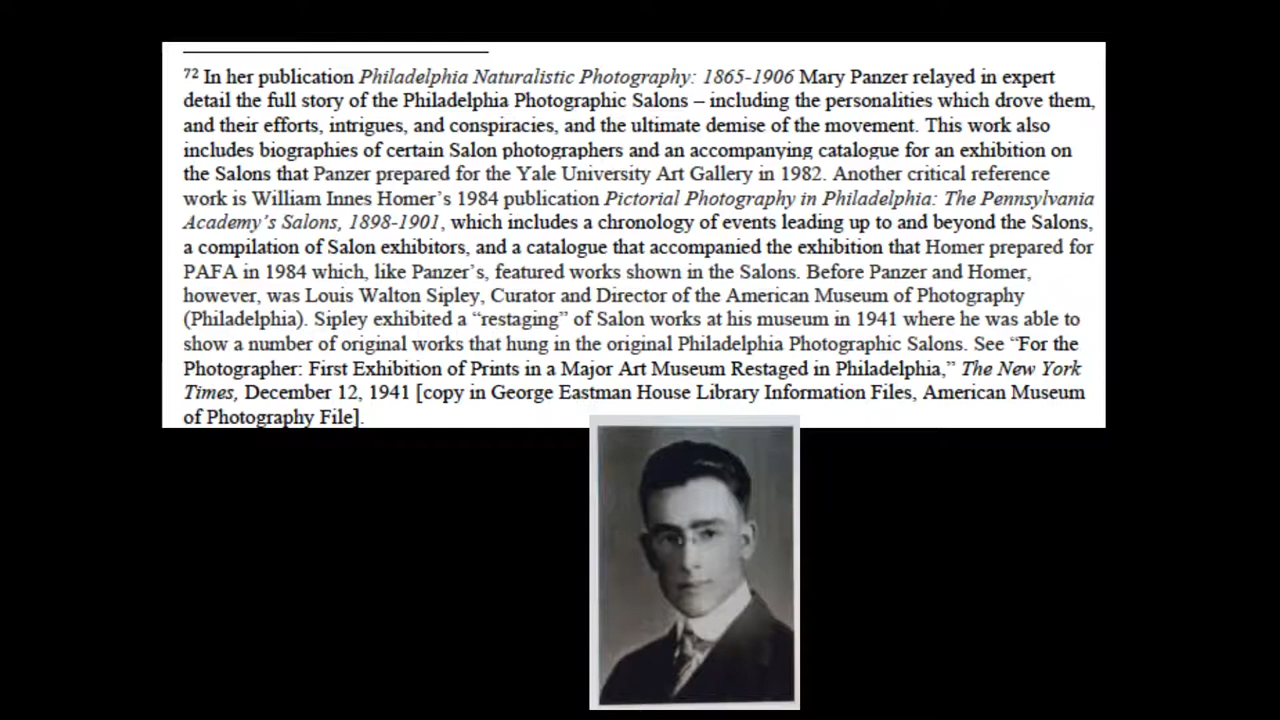 72 In her publication Philadelphia Naturalistic Photography: 1865-1906 Mary Panzer relayed in expert
detail the full story of the Philadelphia Photographic Salons – including the personalities which drove them,
and their efforts, intrigues, and conspiracies, and the ultimate demise of the movement. This work also
includes biographies of certain Salon photographers and an accompanying catalogue for an exhibition on
the Salons that Panzer prepared for the Yale University Art Gallery in 1982. Another critical reference
work is William Innes Homer’s 1984 publication Pictorial Photography in Philadelphia: The Pennsylvania
Academy’s Salons, 1898-1901, which includes a chronology of events leading up to and beyond the Salons,
a compilation of Salon exhibitors, and a catalogue that accompanied the exhibition that Homer prepared for
PAFA in 1984 which, like Panzer’s, featured works shown in the Salons. Before Panzer and Homer,
however, was Louis Walton Sipley, Curator and Director of the American Museum of Photography
(Philadelphia). Sipley exhibited a “restaging” of Salon works at his museum in 1941 where he was able to
show a number of original works that hung in the original Philadelphia Photographic Salons. See “For the
Photographer: First Exhibition of Prints in a Major Art Museum Restaged in Philadelphia,” The New York
Times, December 12, 1941 [copy in George Eastman House Library Information Files, American Museum
of Photography File].